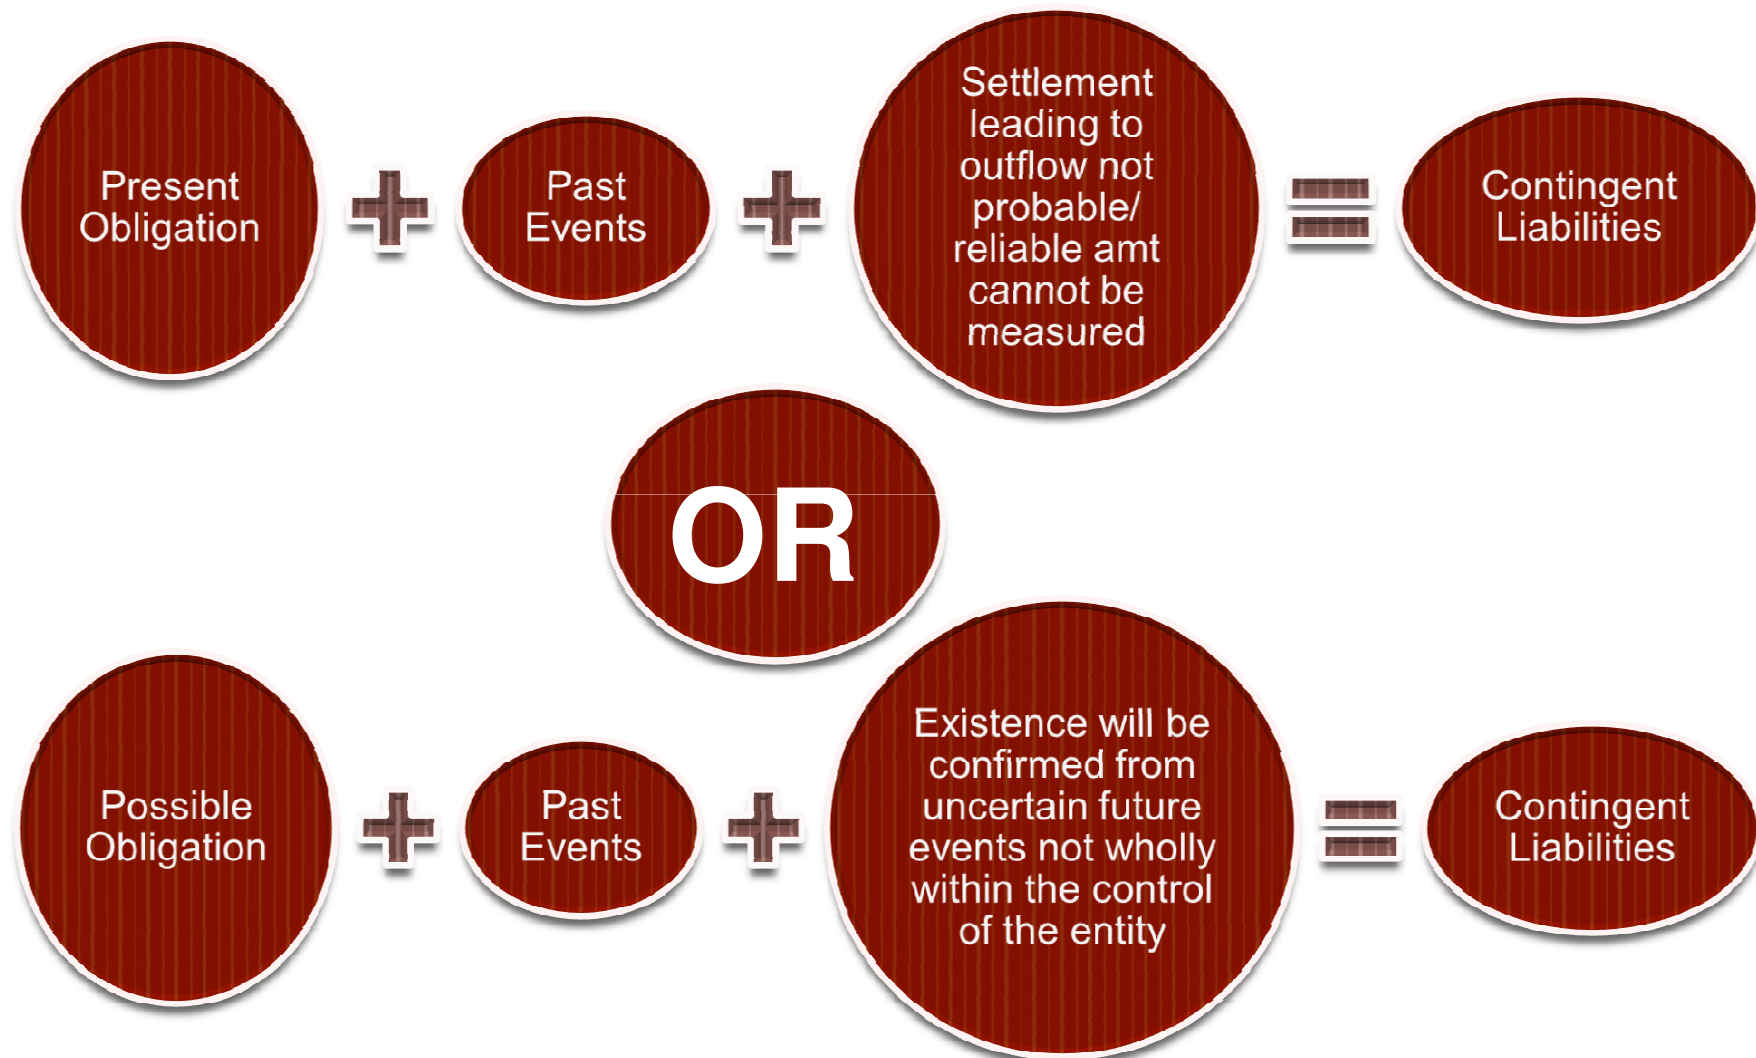 Present
Obligation
Past
Events
Settlement
leading to
outflow not
probable/
reliable amt
cannot be
measured
Contingent
Liabilities
OR
Possible
Obligation
Past
Events
Existence will be
confirmed from
uncertain future
events not wholly
within the control
of the entity
Contingent
Liabilities